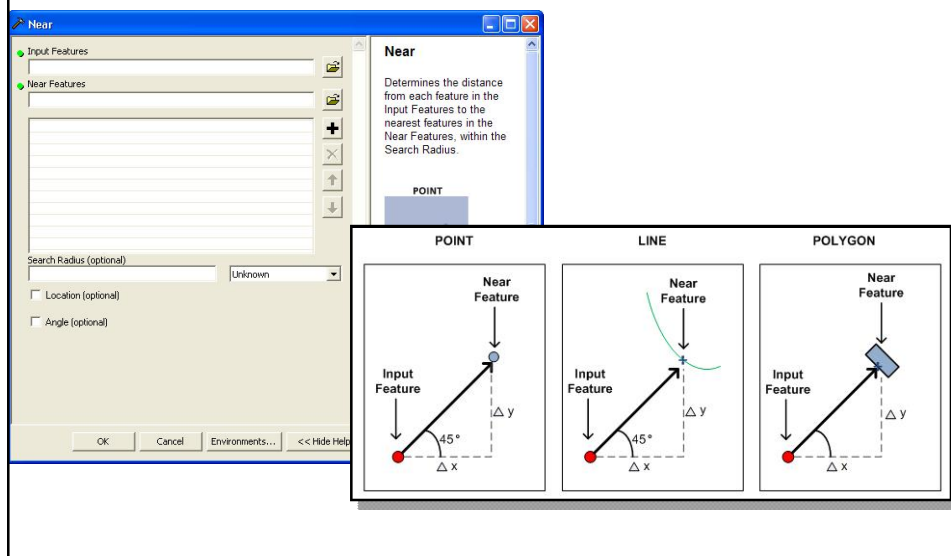 Near
Input Features
Near Features
Search Radius (optional)
Unknown
Location (optional)
Angle (optional)
OK
Cancel
Environments...
<< Hide Help
Near
Determines the distance
from each feature in the
Input Features to the
nearest features in the
Near Features, within the
Search Radius.
POINT
POINT
Near
Feature
Input
Feature
△ y
45°
△ x
LINE
Near
Feature
Input
Feature
△ y
45°
△ x
POLYGON
Near
Feature
Input
Feature
△ y
△ x